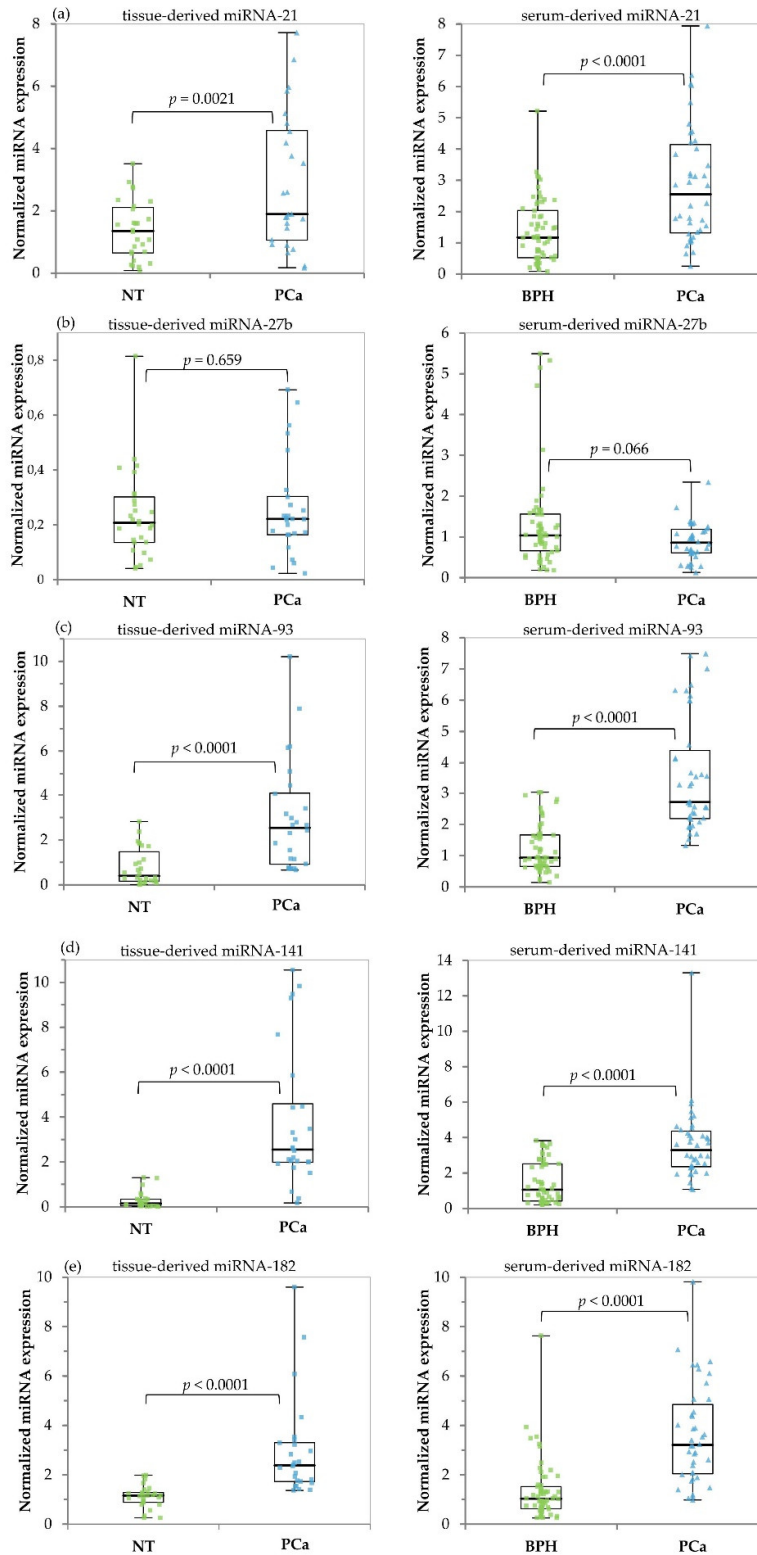 (a) tissue-derived miRNA-21
Normalized miRNA expression
8
6
4
2
0
p = 0.0021
NT PCa
serum-derived miRNA-21
Normalized miRNA expression
8
7
6
5
4
3
2
1
0
p < 0.0001
BPH PCa
(b) tissue-derived miRNA-27b
Normalized miRNA expression
0,8
0,6
0,4
0,2
0
p = 0.659
NT PCa
serum-derived miRNA-27b
Normalized miRNA expression
6
5
4
3
2
1
0
p = 0.066
BPH PCa
(c) tissue-derived miRNA-93
Normalized miRNA expression
10
8
6
4
2
0
p < 0.0001
NT PCa
serum-derived miRNA-93
Normalized miRNA expression
8
7
6
5
4
3
2
1
0
p < 0.0001
BPH PCa
(d) tissue-derived miRNA-141
Normalized miRNA expression
10
8
6
4
2
0
p < 0.0001
NT PCa
serum-derived miRNA-141
Normalized miRNA expression
14
12
10
8
6
4
2
0
p < 0.0001
BPH PCa
(e) tissue-derived miRNA-182
Normalized miRNA expression
10
8
6
4
2
0
p < 0.0001
NT PCa
serum-derived miRNA-182
Normalized miRNA expression
10
8
6
4
2
0
p < 0.0001
BPH PCa